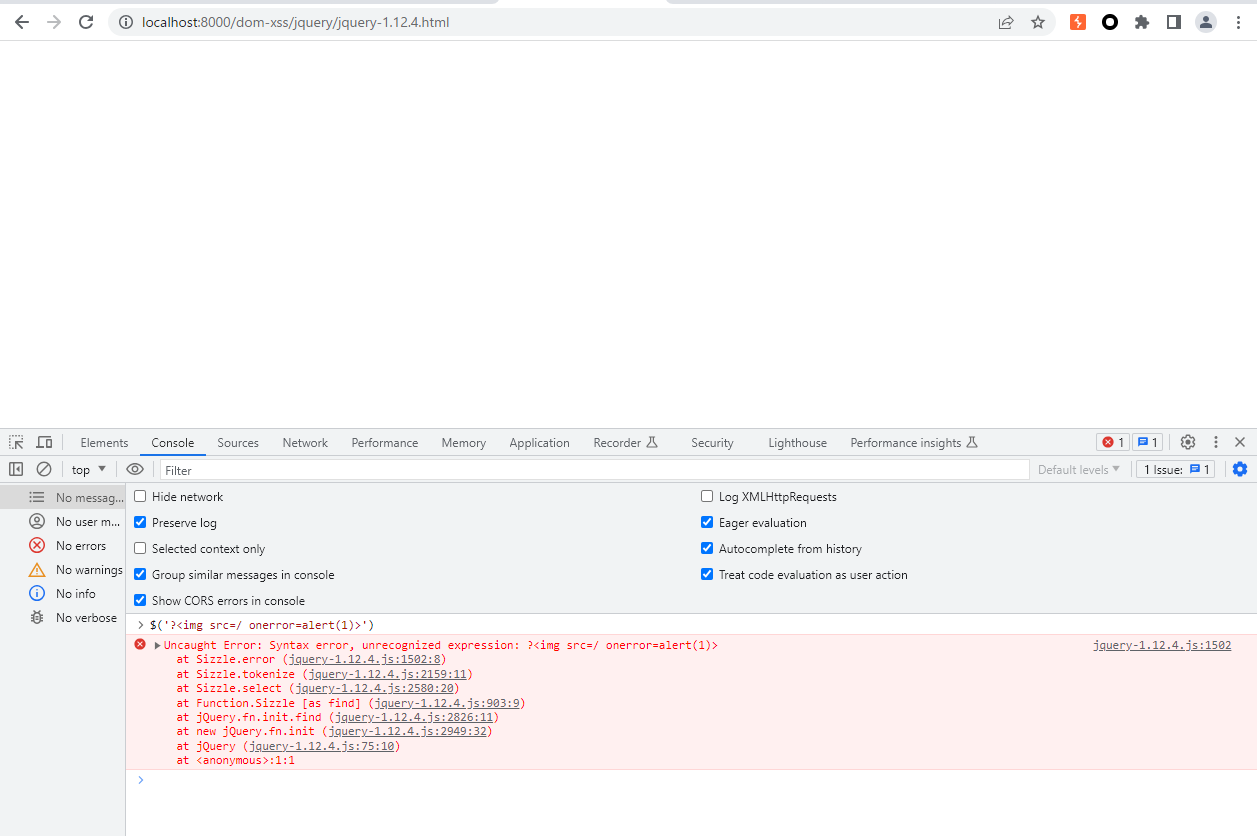 localhost:8000/dom-xss/jquery/jquery-1.12.4.html
Elements Console Sources Network Performance Memory Application Recorder Security Lighthouse Performance insights 1 1
top Filter Default levels 1 Issue: 1
No messag...
No user m...
No errors
No warnings
No info
No verbose
Hide network Log XMLHttpRequests
Preserve log Eager evaluation
Selected context only Autocomplete from history
Group similar messages in console Treat code evaluation as user action
Show CORS errors in console
> $('?<img src=/ onerror=alert(1)>')
Uncaught Error: Syntax error, unrecognized expression: ?<img src=/ onerror=alert(1)> jquery-1.12.4.js:1502
at Sizzle.error (jquery-1.12.4.js:1502:8)
at Sizzle.tokenize (jquery-1.12.4.js:2159:11)
at Sizzle.select (jquery-1.12.4.js:2580:20)
at Function.Sizzle [as find] (jquery-1.12.4.js:903:9)
at jQuery.fn.init.find (jquery-1.12.4.js:2826:11)
at new jQuery.fn.init (jquery-1.12.4.js:2949:32)
at jQuery (jquery-1.12.4.js:75:10)
at <anonymous>:1:1
>